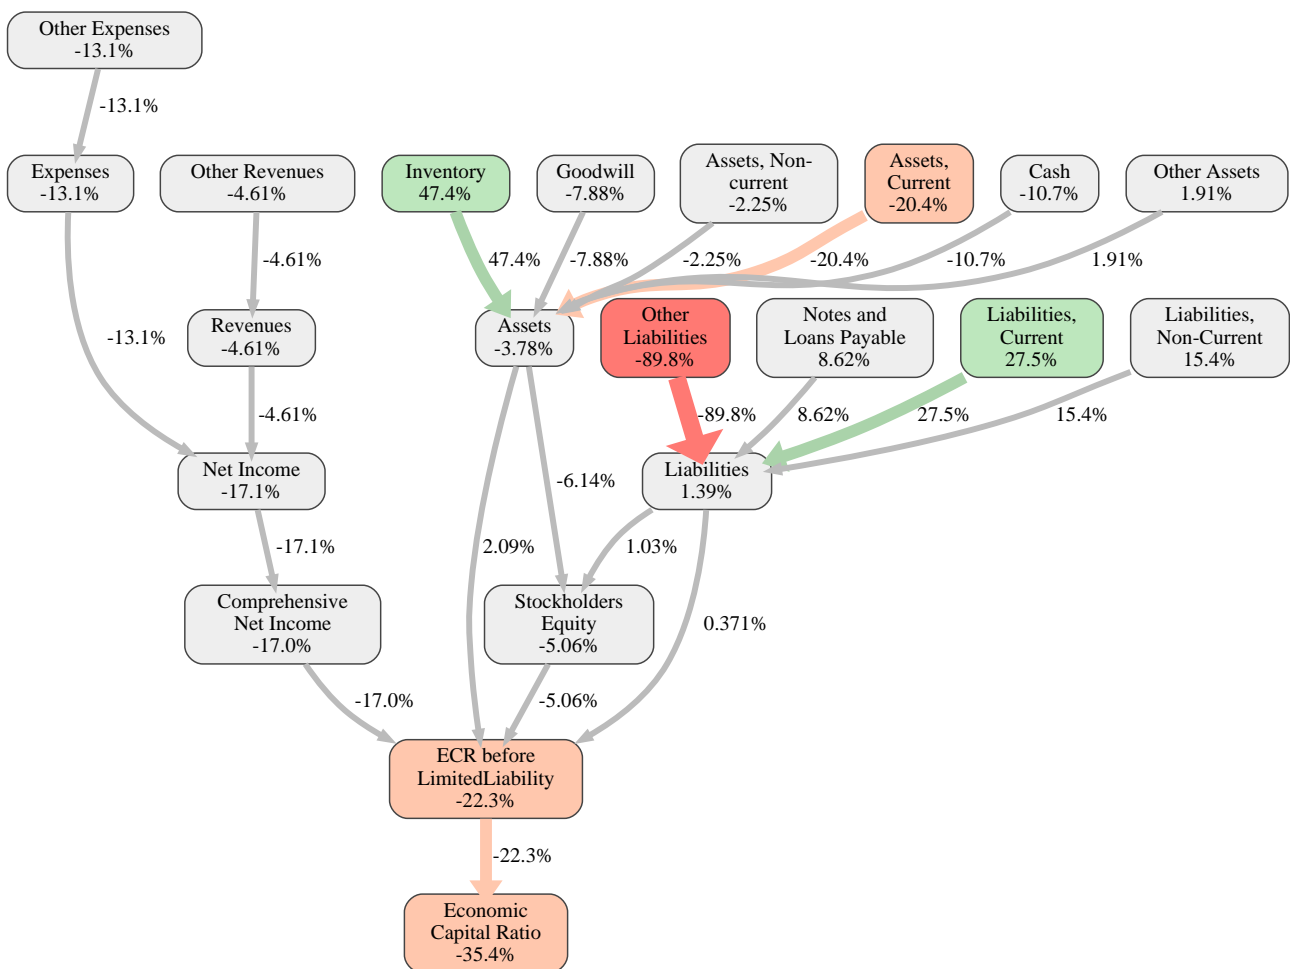 Other Expenses
-13.1%
-13.1%
Expenses
-13.1%
Other Revenues
-4.61%
Inventory
47.4%
Goodwill
-7.88%
Assets, Non-
current
-2.25%
Assets,
Current
-20.4%
Cash
-10.7%
Other Assets
1.91%
-4.61%
47.4%
-7.88%
-2.25%
-20.4%
-10.7%
1.91%
-13.1%
Revenues
-4.61%
Assets
-3.78%
Other
Liabilities
-89.8%
Notes and
Loans Payable
8.62%
Liabilities,
Current
27.5%
Liabilities,
Non-Current
15.4%
-4.61%
-89.8%
8.62%
27.5%
15.4%
Net Income
-17.1%
-6.14%
Liabilities
1.39%
-17.1%
2.09%
1.03%
Comprehensive
Net Income
-17.0%
Stockholders
Equity
-5.06%
0.371%
-17.0%
-5.06%
ECR before
LimitedLiability
-22.3%
-22.3%
Economic
Capital Ratio
-35.4%